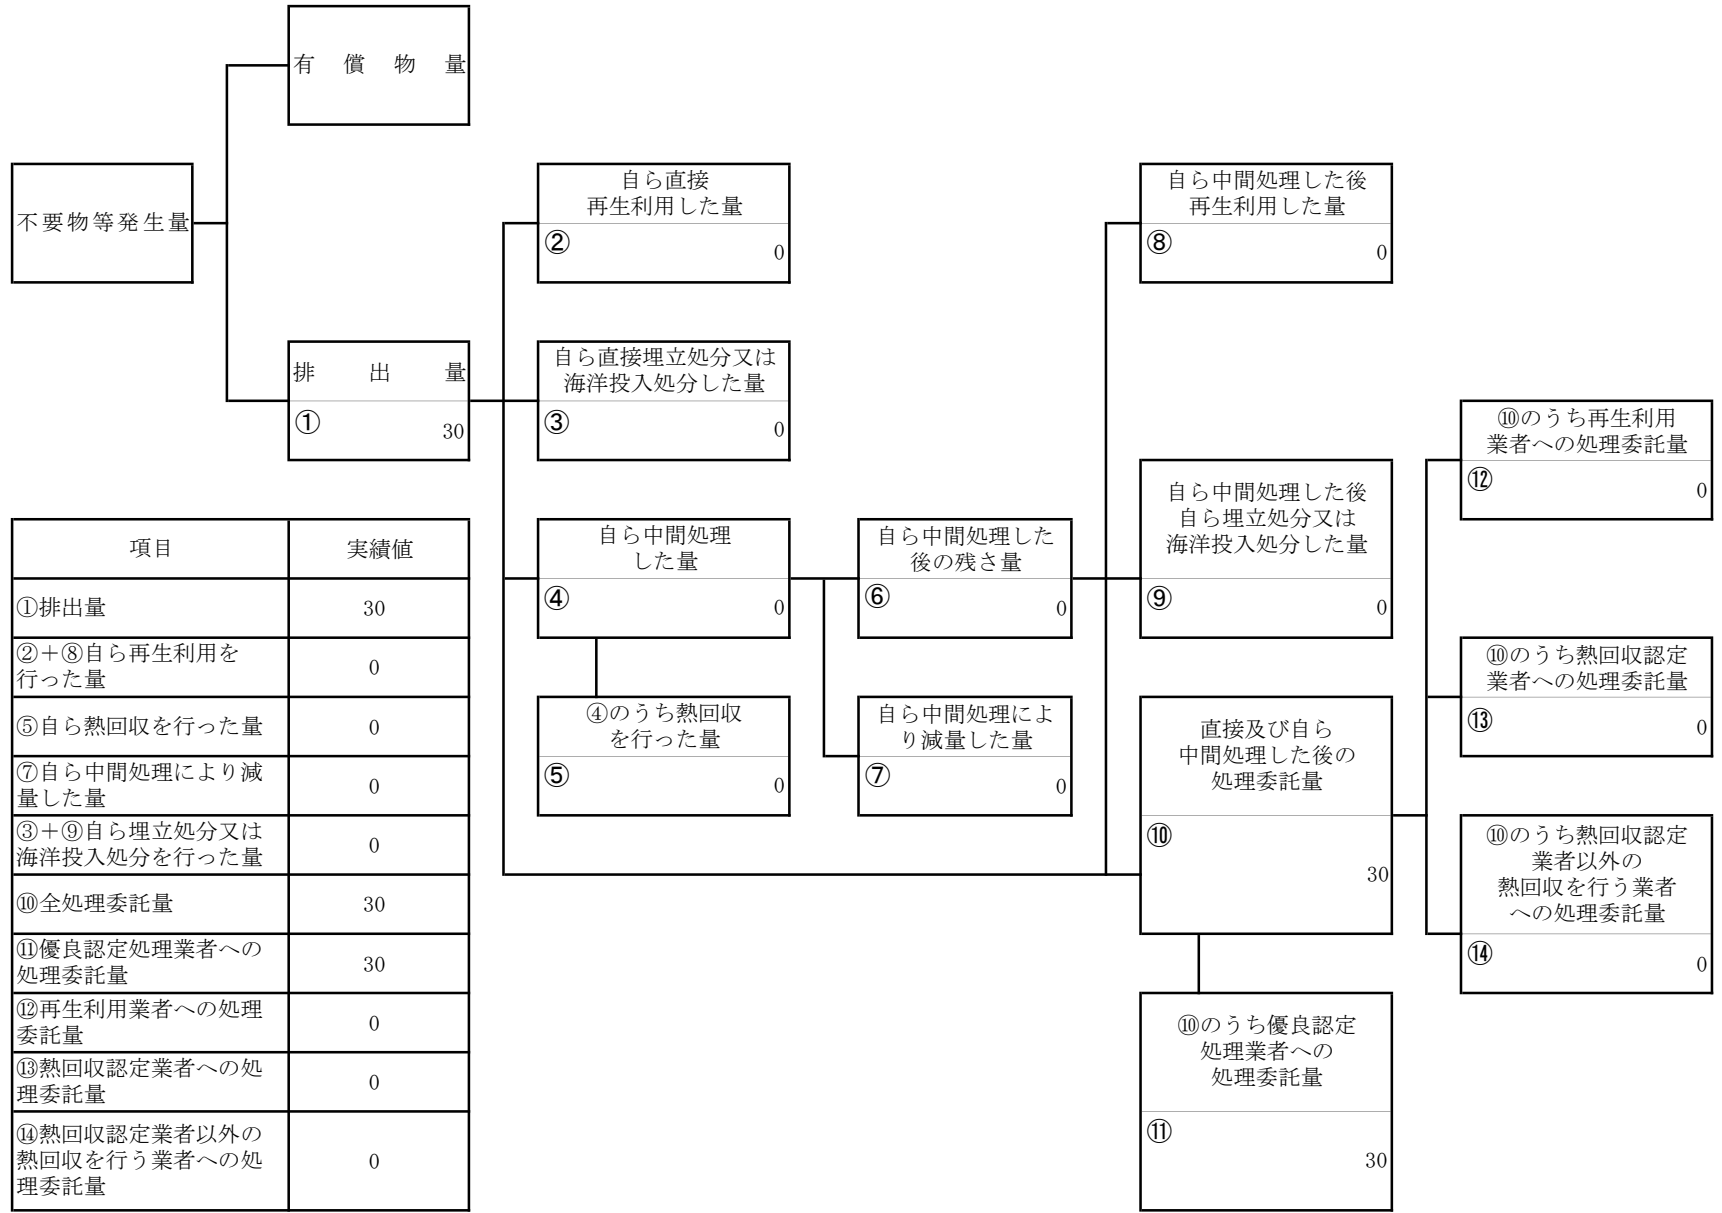 有償物量
不要物等発生量
排出量
①
30
自ら直接
再生利用した量
②
0
自ら直接埋立処分又は
海洋投入処分した量
③
0
自ら中間処理
した量
④
0
④のうち熱回収
を行った量
⑤
0
自ら中間処理した
後の残さ量
⑥
0
自ら中間処理によ
り減量した量
⑦
0
自ら中間処理した後
再生利用した量
⑧
0
自ら中間処理した後
自ら埋立処分又は
海洋投入処分した量
⑨
0
直接及び自ら
中間処理した後の
処理委託量
⑩
30
⑩のうち優良認定
処理業者への
処理委託量
⑪
30
⑩のうち再生利用
業者への処理委託量
⑫
0
⑩のうち熱回収認定
業者への処理委託量
⑬
0
⑩のうち熱回収認定
業者以外の
熱回収を行う業者
への処理委託量
⑭
0
項目 実績値
①排出量 30
②＋⑧自ら再生利用を
行った量 0
⑤自ら熱回収を行った量 0
⑦自ら中間処理により減
量した量 0
③＋⑨自ら埋立処分又は
海洋投入処分を行った量 0
⑩全処理委託量 30
⑪優良認定処理業者への
処理委託量 30
⑫再生利用業者への処理
委託量 0
⑬熱回収認定業者への処
理委託量 0
⑭熱回収認定業者以外の
熱回収を行う業者への処
理委託量 0